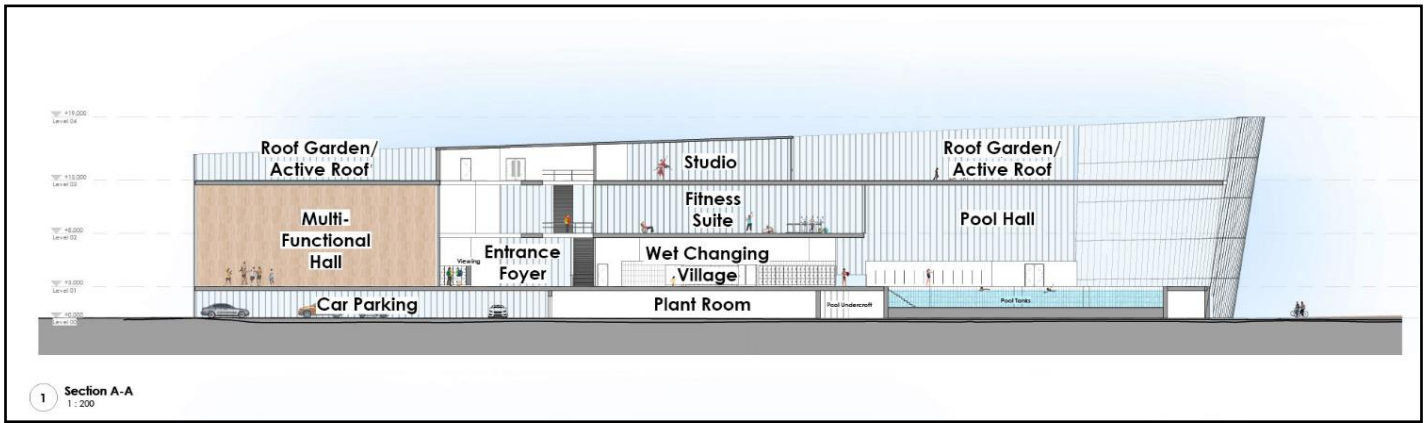 +18,000
Level 04
Roof Garden/
Active Roof
Studio
Roof Garden/
Active Roof
+13,000
Level 03
Multi-
Functional
Hall
Fitness
Suite
Pool Hall
+8,000
Level 02
Viewing
Entrance
Foyer
Wet Changing
Village
+3,000
Level 01
Car Parking
Plant Room
Pool Undercroft
Pool Tanks
+0,000
Level 00
1
Section A-A
1 : 200